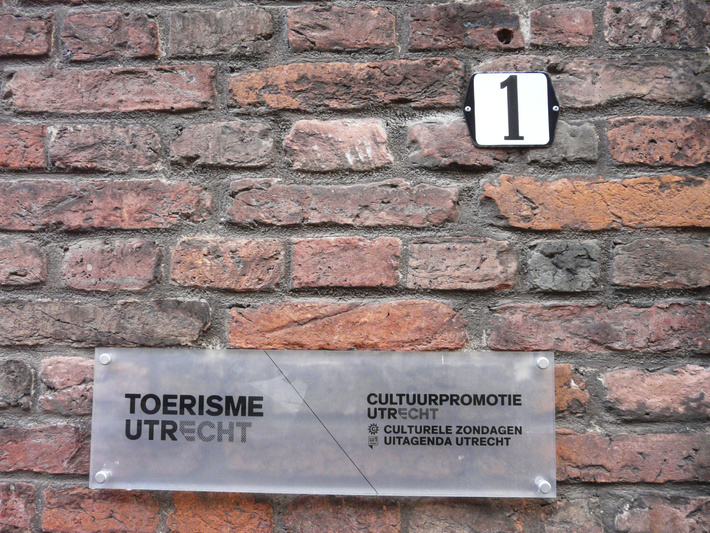 1
TOERISME
UTRECHT
CULTUURPROMOTIE
UTRECHT
CULTURELE ZONDAGEN
UITAGENDA UTRECHT